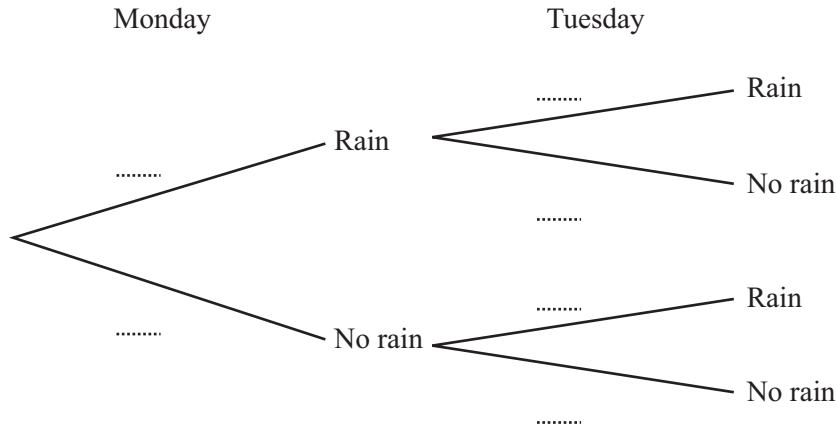 Monday
Tuesday
..........
Rain
Rain
..........
No rain
..........
..........
Rain
..........
No rain
No rain
..........